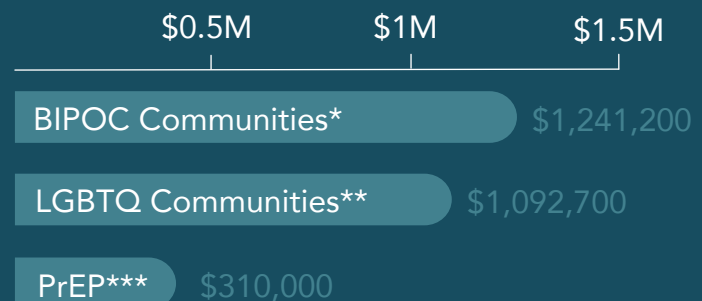 $0.5M $1M $1.5M
BIPOC Communities* $1,241,200
LGBTQ Communities** $1,092,700
PrEP*** $310,000